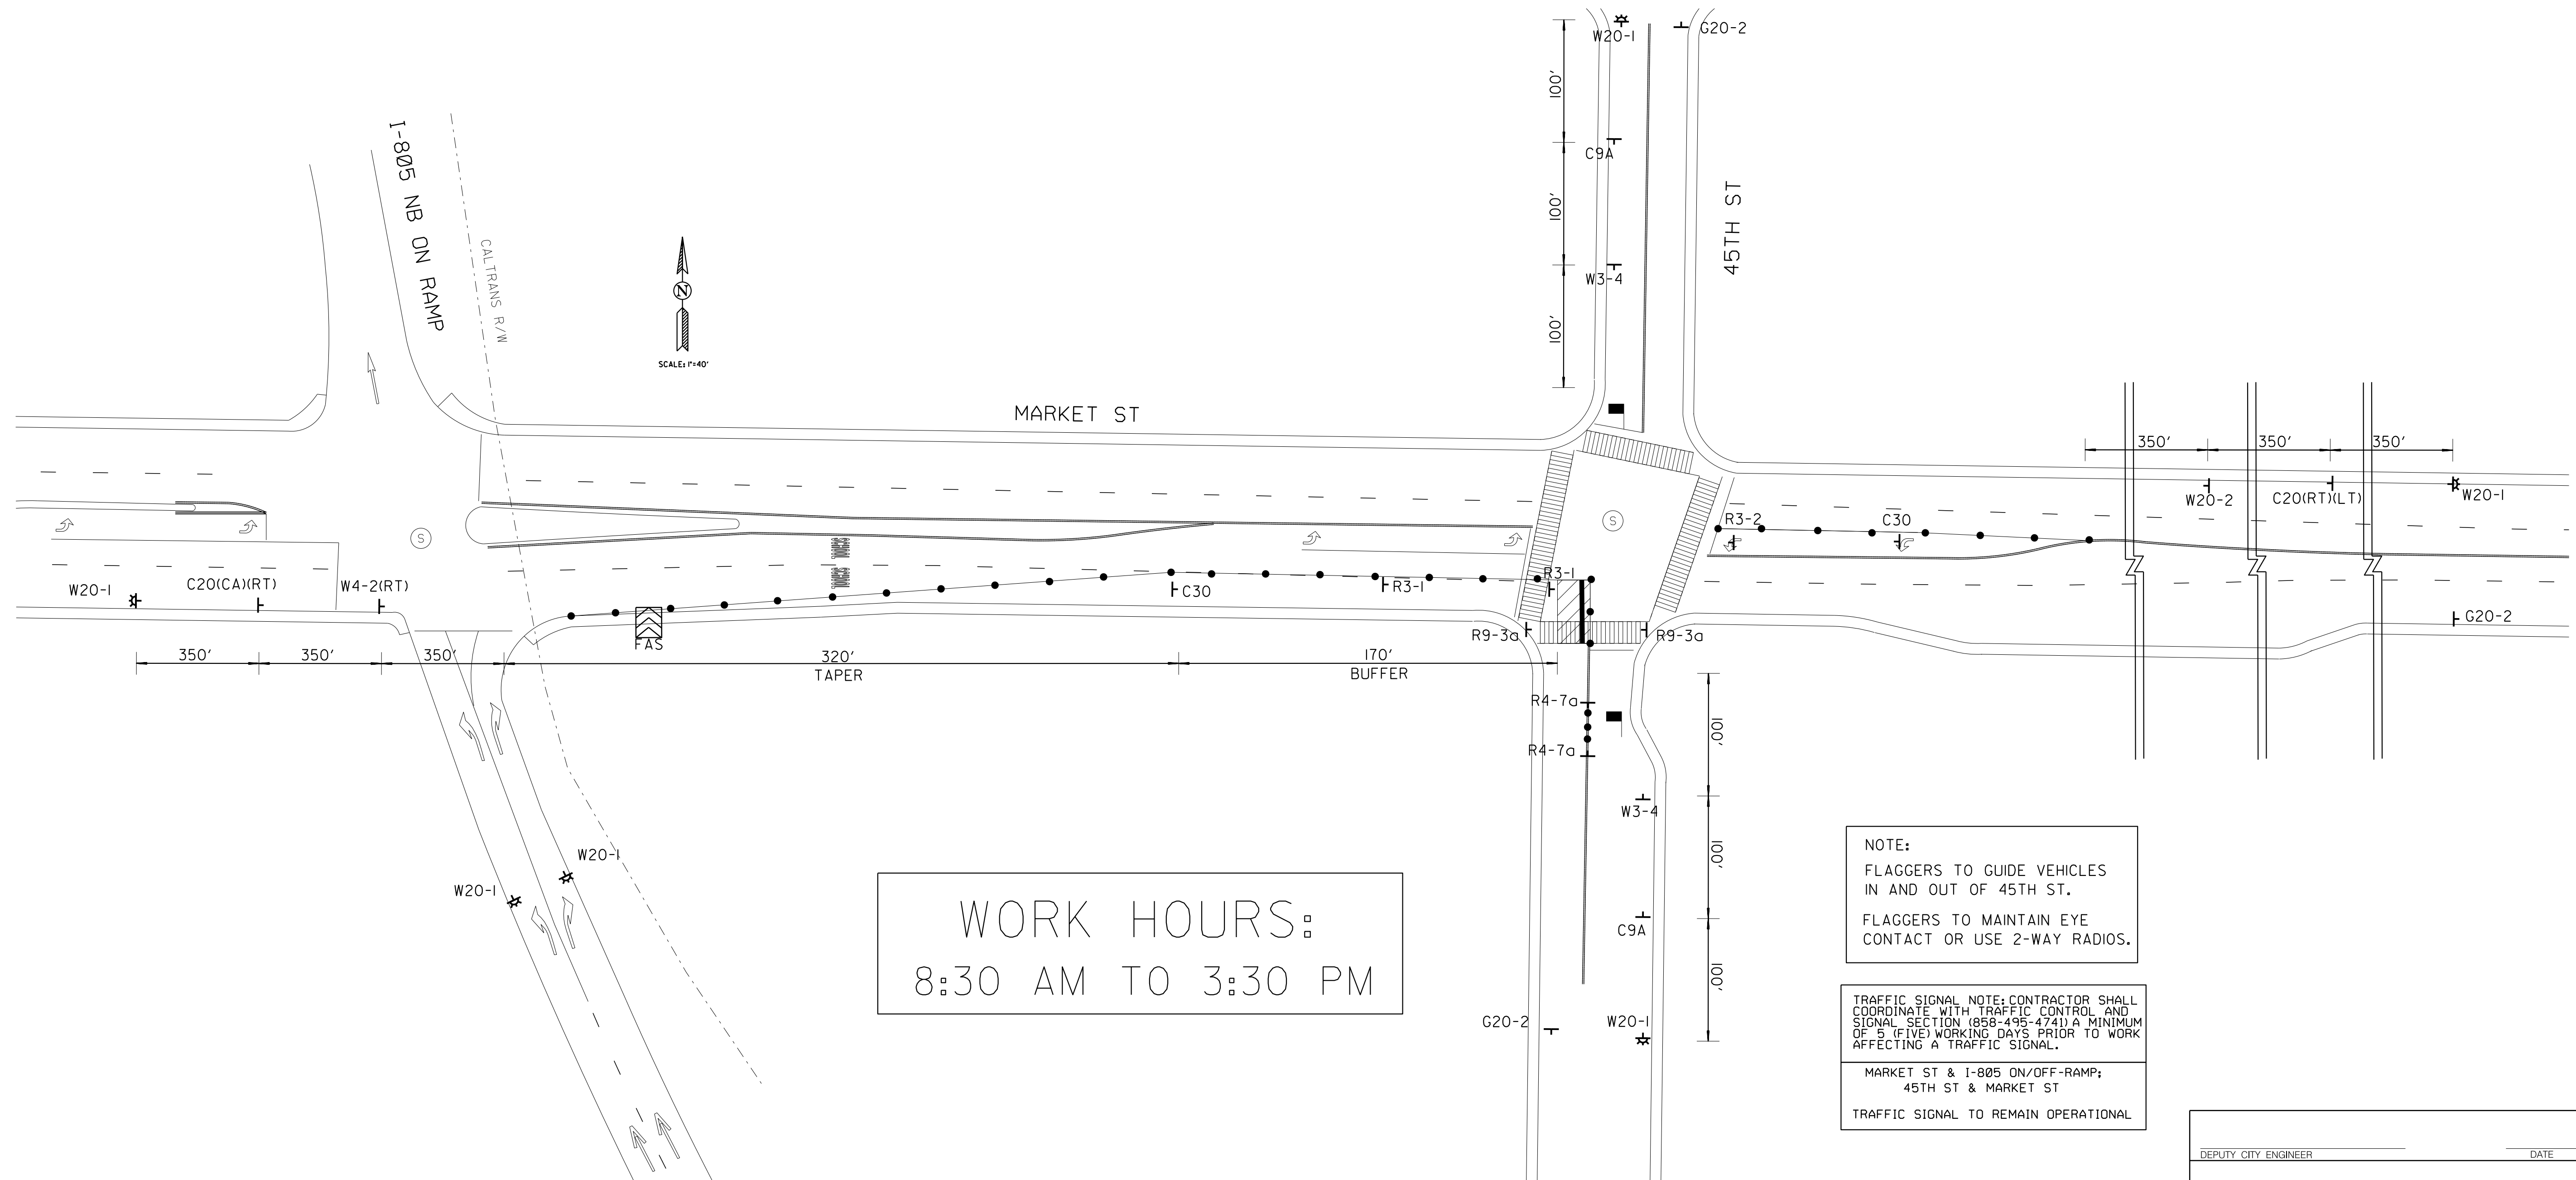 W20-1
G20-2
100'
C9A
100'
W3-4
100'
45TH ST
I-805 NB ON RAMP
CALTRANS R/W
N
SCALE: 1"=40'
MARKET ST
350'
350'
350'
W20-2
C20(RT)(LT)
W20-1
S
S
R3-2
C30
W20-1
C20(CA)(RT)
W4-2(RT)
FAS
C30
R3-1
R3-1
R9-3a
R9-3a
G20-2
350'
350'
350'
320'
TAPER
170'
BUFFER
R4-7a
R4-7a
100'
W3-4
100'
C9A
100'
G20-2
W20-1
W20-1
W20-1
WORK HOURS:
8:30 AM TO 3:30 PM
NOTE:
FLAGGERS TO GUIDE VEHICLES
IN AND OUT OF 45TH ST.
FLAGGERS TO MAINTAIN EYE
CONTACT OR USE 2-WAY RADIOS.
TRAFFIC SIGNAL NOTE: CONTRACTOR SHALL
COORDINATE WITH TRAFFIC CONTROL AND
SIGNAL SECTION (858-495-4741) A MINIMUM
OF 5 (FIVE) WORKING DAYS PRIOR TO WORK
AFFECTING A TRAFFIC SIGNAL.
MARKET ST & I-805 ON/OFF-RAMP;
45TH ST & MARKET ST
TRAFFIC SIGNAL TO REMAIN OPERATIONAL
DEPUTY CITY ENGINEER
DATE